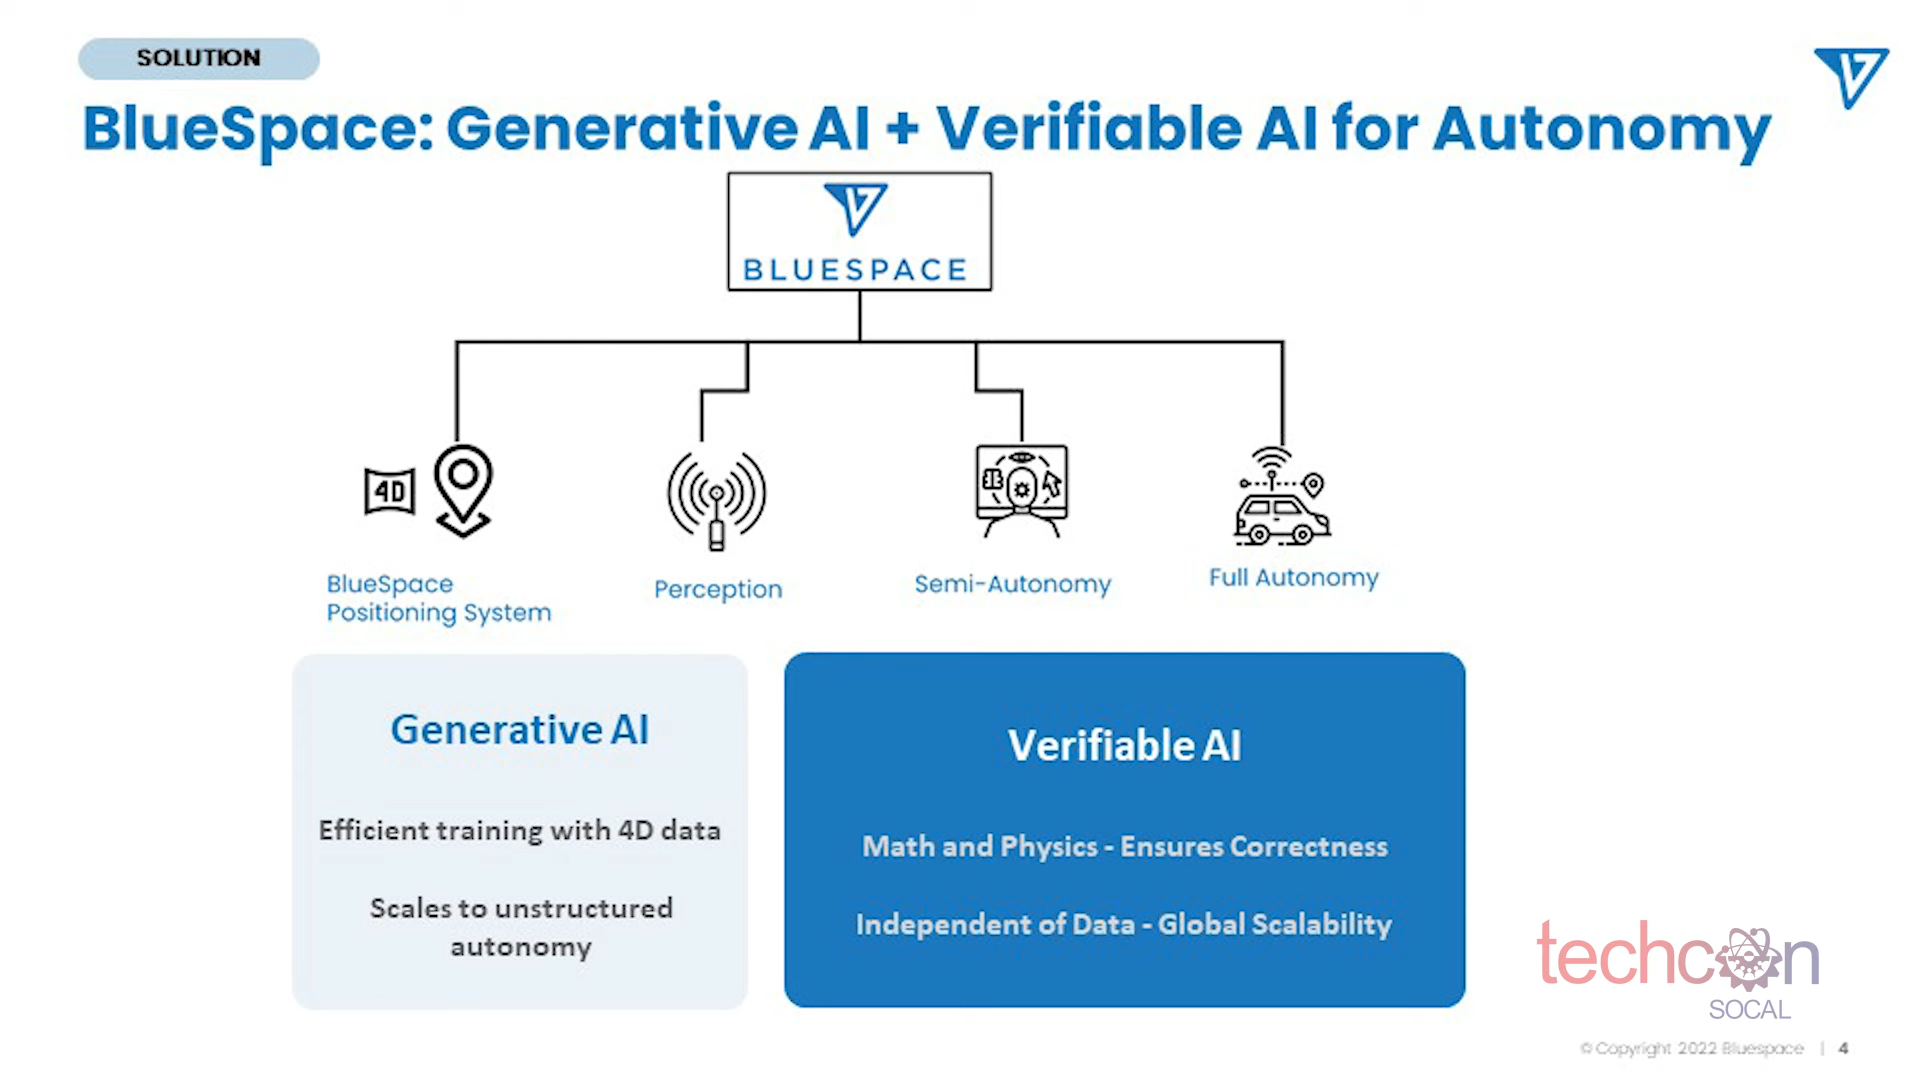 SOLUTION
BlueSpace: Generative AI + Verifiable AI for Autonomy
BLUESPACE
4D
BlueSpace
Positioning System
Perception
Semi-Autonomy
Full Autonomy
Generative AI
Efficient training with 4D data
Scales to unstructured
autonomy
Verifiable AI
Math and Physics - Ensures Correctness
Independent of Data - Global Scalability
techcon
SOCAL
© Copyright 2022 Bluespace | 4